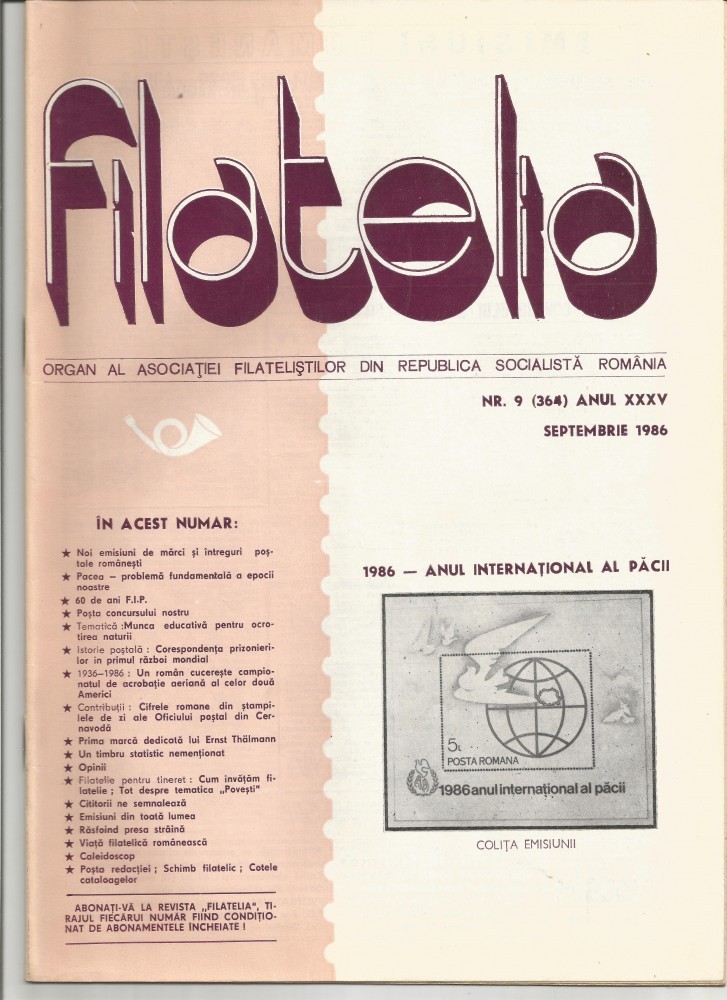 Filatelia
ORGAN AL ASOCIAŢIEI FILATELIŞTILOR DIN REPUBLICA SOCIALISTĂ ROMÂNIA
NR. 9 (364) ANUL XXXV
SEPTEMBRIE 1986
ÎN ACEST NUMAR:
★ Noi emisiuni de mărci şi întreguri poş-
tale româneşti
★ Pacea – problemă fundamentală a epocii
noastre
★ 60 de ani F.I.P.
★ Poşta concursului nostru
★ Tematică :Munca educativă pentru ocro-
tirea naturii
★ Istorie poştală : Corespondenţa prizonieri-
lor în primul război mondial
★ 1936–1986 : Un român cucereşte campio-
natul de acrobaţie aeriană al celor două
Americi
★ Contribuţii : Cifrele romane din ştampi-
lele de zi ale Oficiului poştal din Cer-
navodă
★ Prima marcă dedicată lui Ernst Thälmann
★ Un timbru statistic nemenţionat
★ Opinii
★ Filatelie pentru tineret : Cum învăţăm fi-
latelie ; Tot despre tematica „Poveşti"
★ Cititorii ne semnalează
★ Emisiuni din toată lumea
★ Răsfoind presa străină
★ Viaţă filatelică românească
★ Caleidoscop
★ Poşta redacţiei ; Schimb filatelic ; Cotele
cataloagelor
ABONAŢI-VĂ LA REVISTA „FILATELIA", TI-
RAJUL FIECĂRUI NUMĂR FIIND CONDIŢIO-
NAT DE ABONAMENTELE ÎNCHEIATE !
1986 — ANUL INTERNAŢIONAL AL PĂCII
5L
POSTA ROMANA
1986 anul internaţional al păcii
COLIŢA EMISIUNII